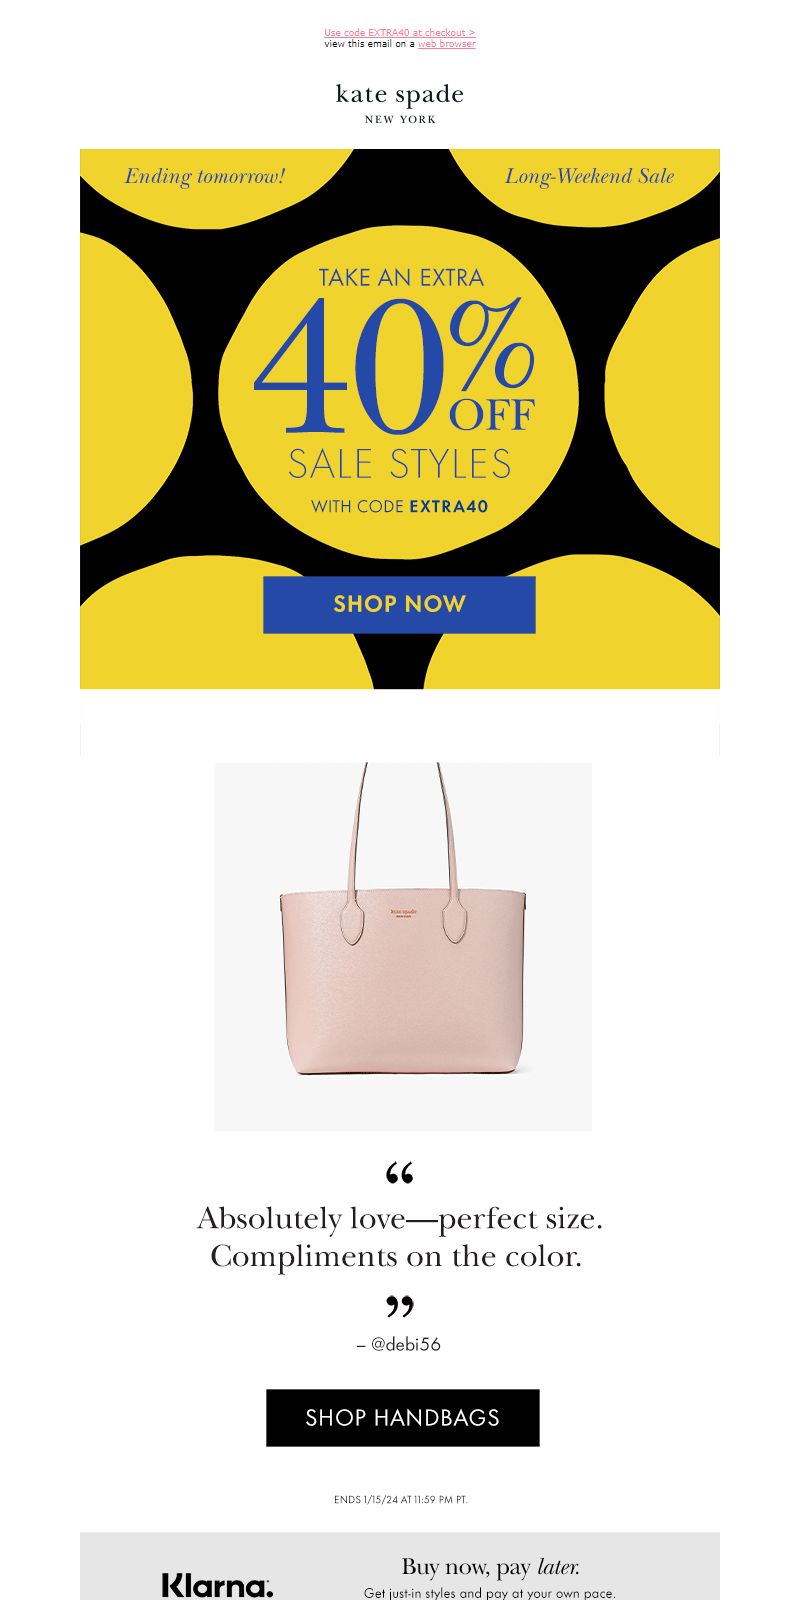 Use code EXTRA40 at checkout >
view this email on a web browser
kate spade
NEW YORK
Ending tomorrow!
Long-Weekend Sale
TAKE AN EXTRA
40%
OFF
SALE STYLES
WITH CODE EXTRA40
SHOP NOW
kate spade
NEW YORK
“
Absolutely love—perfect size.
Compliments on the color.
”
– @debi56
SHOP HANDBAGS
ENDS 1/15/24 AT 11:59 PM PT.
Klarna.
Buy now, pay later.
Get just-in styles and pay at your own pace.